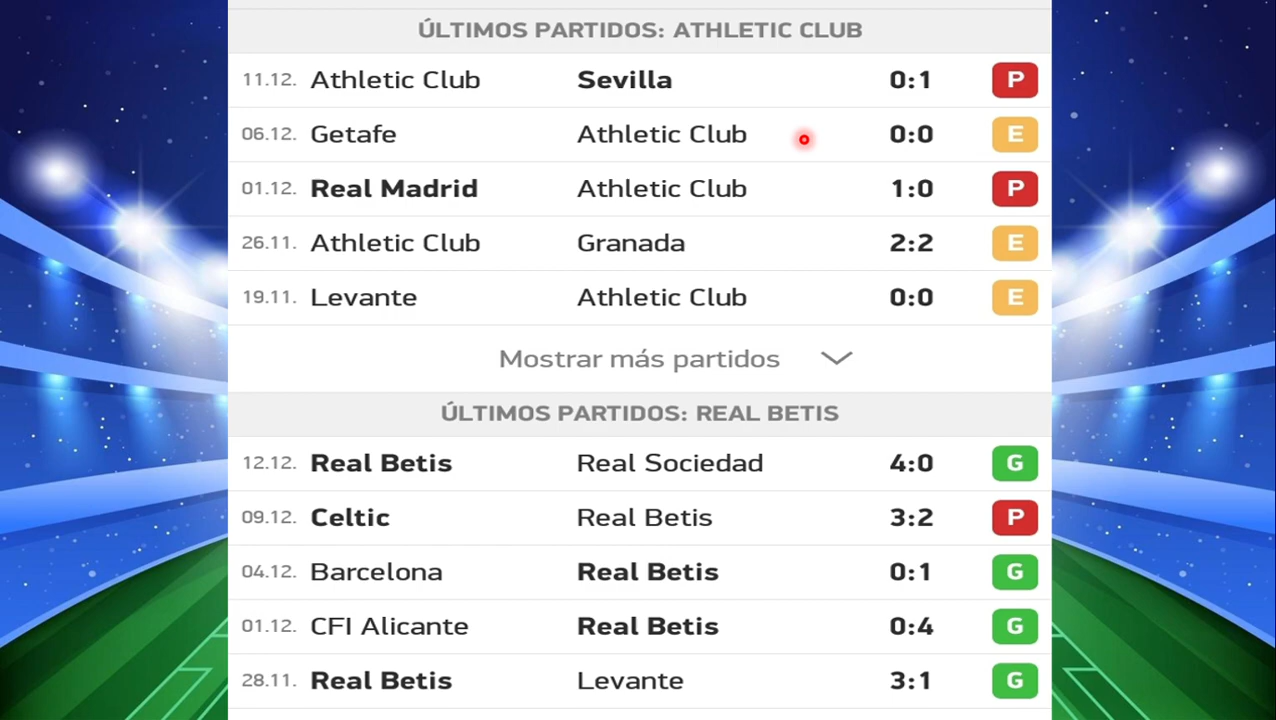 ÚLTIMOS PARTIDOS: ATHLETIC CLUB
11.12. Athletic Club Sevilla 0:1 P
06.12. Getafe Athletic Club 0:0 E
01.12. Real Madrid Athletic Club 1:0 P
26.11. Athletic Club Granada 2:2 E
19.11. Levante Athletic Club 0:0 E
Mostrar más partidos
ÚLTIMOS PARTIDOS: REAL BETIS
12.12. Real Betis Real Sociedad 4:0 G
09.12. Celtic Real Betis 3:2 P
04.12. Barcelona Real Betis 0:1 G
01.12. CFI Alicante Real Betis 0:4 G
28.11. Real Betis Levante 3:1 G